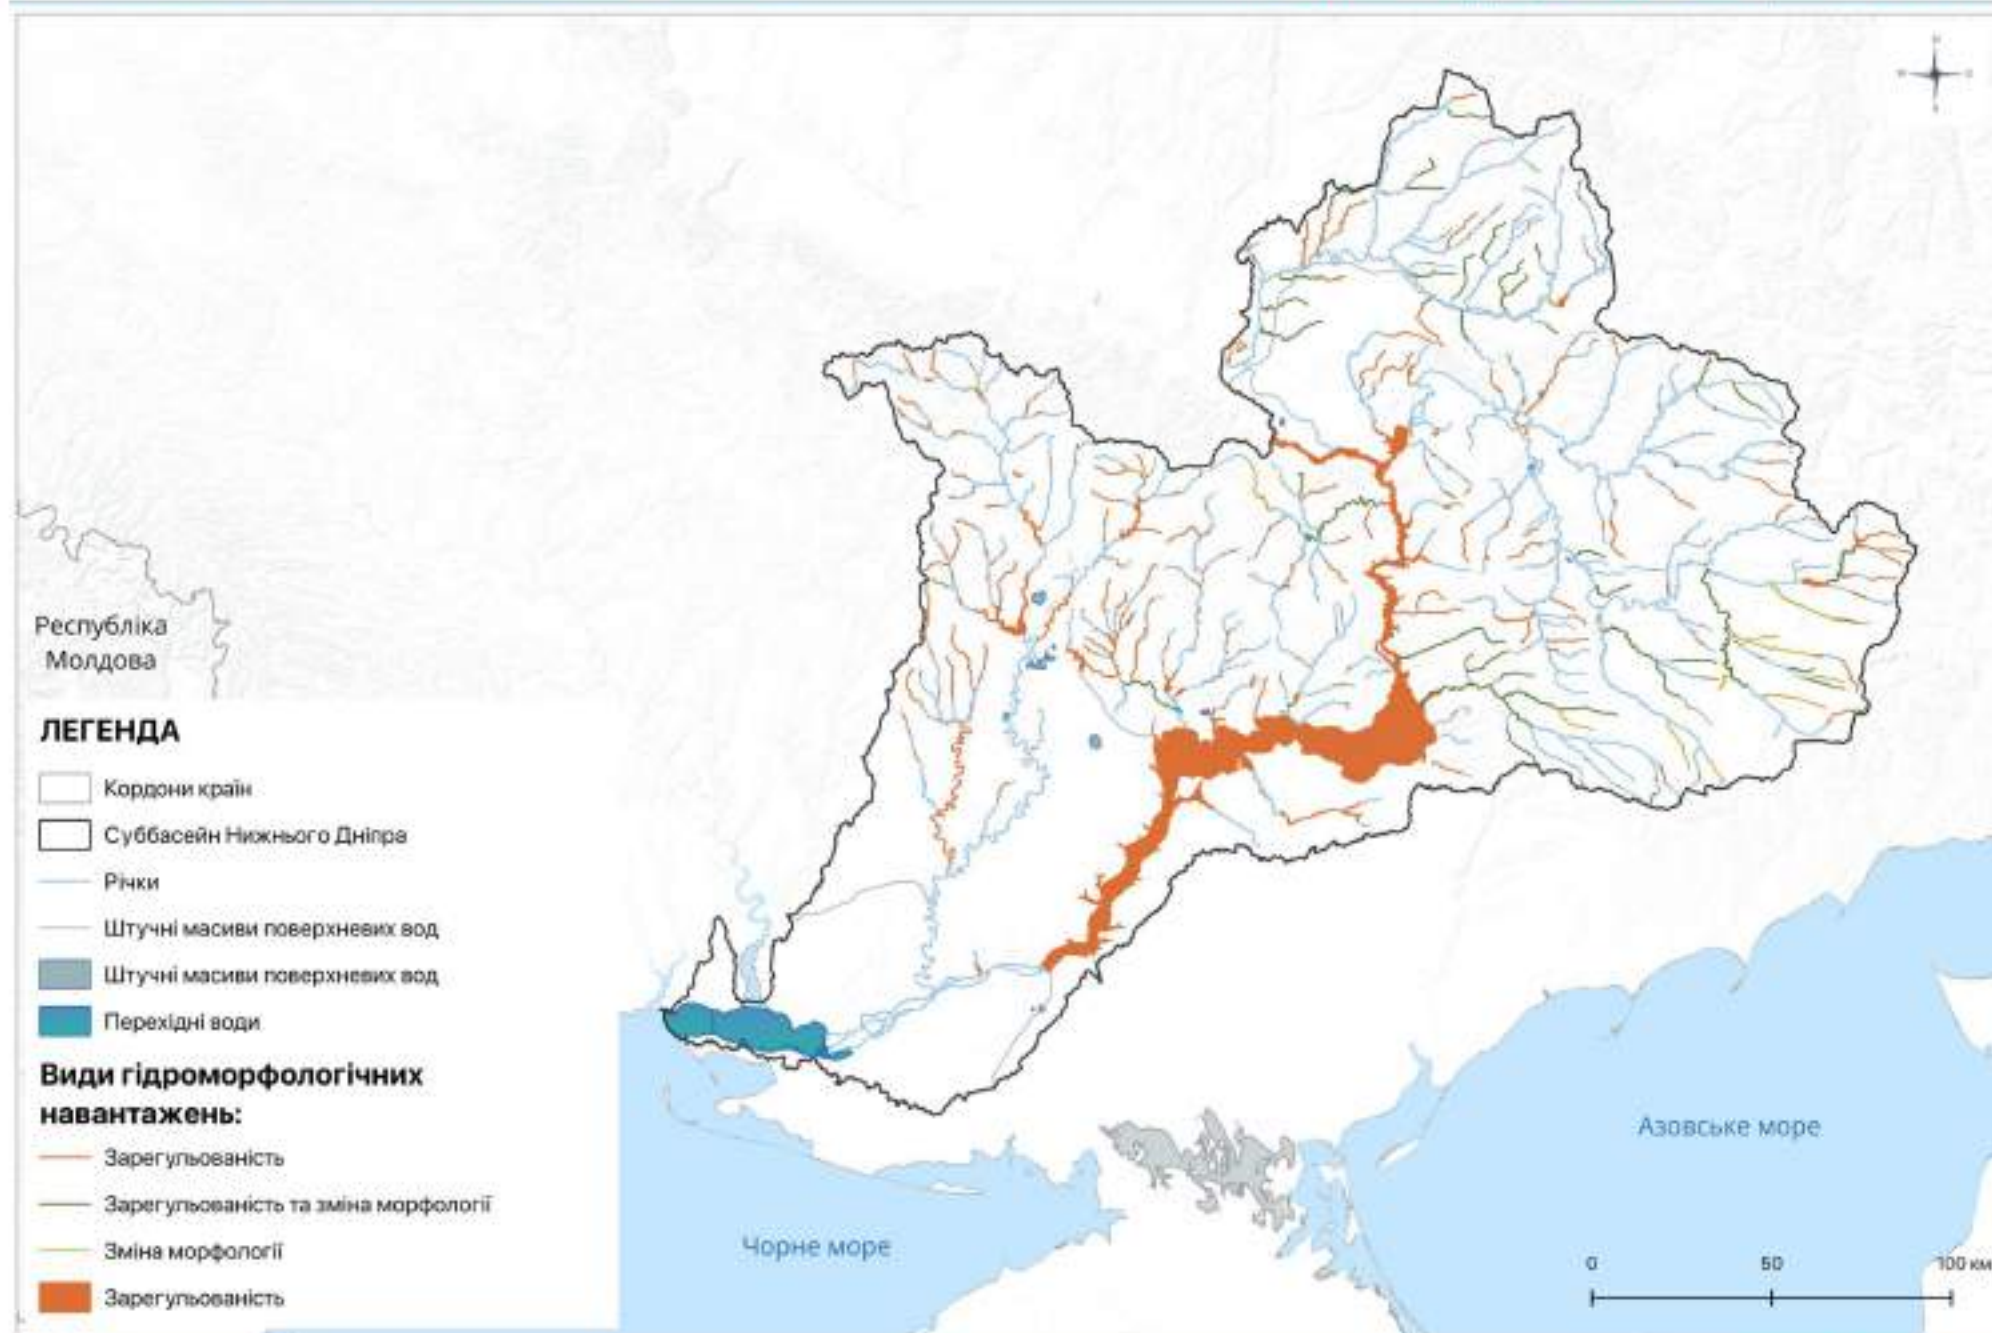 Республіка
Молдова
ЛЕГЕНДА
Кордони країн
Суббасейн Нижнього Дніпра
Річки
Штучні масиви поверхневих вод
Штучні масиви поверхневих вод
Перехідні води
Види гідроморфологічних
навантажень:
Зарегульованість
Зарегульованість та зміна морфології
Зміна морфології
Зарегульованість
Чорне море
Азовське море
0 50 100 км